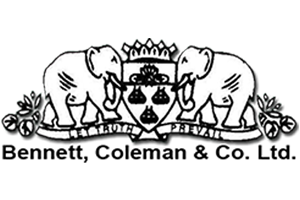 LET TRUTH PREVAIL
Bennett, Coleman & Co. Ltd.